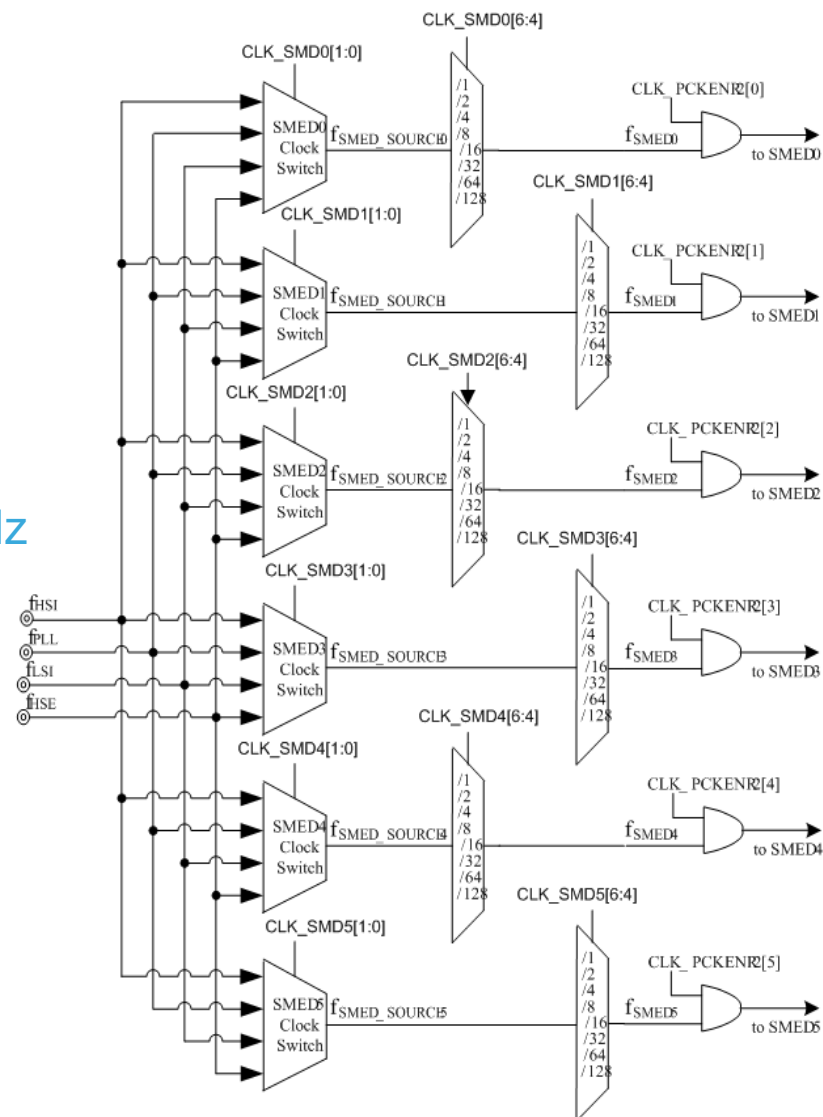 CLK_SMD0[6:4]
CLK_SMD0[1:0]
/1
/2
/4
/8
/16
/32
/64
/128
SMED0
Clock
Switch
fSMED_SOURCE0
fSMED0
CLK_PCKENR2[0]
to SMED0
CLK_SMD1[6:4]
CLK_SMD1[1:0]
/1
/2
/4
/8
/16
/32
/64
/128
SMED1
Clock
Switch
fSMED_SOURCE1
fSMED1
CLK_PCKENR2[1]
to SMED1
CLK_SMD2[6:4]
CLK_SMD2[1:0]
/1
/2
/4
/8
/16
/32
/64
/128
SMED2
Clock
Switch
fSMED_SOURCE2
fSMED2
CLK_PCKENR2[2]
to SMED2
CLK_SMD3[6:4]
CLK_SMD3[1:0]
fHSI
fPLL
fLSI
fHSE
/1
/2
/4
/8
/16
/32
/64
/128
SMED3
Clock
Switch
fSMED_SOURCE3
fSMED3
CLK_PCKENR2[3]
to SMED3
CLK_SMD4[6:4]
CLK_SMD4[1:0]
/1
/2
/4
/8
/16
/32
/64
/128
SMED4
Clock
Switch
fSMED_SOURCE4
fSMED4
CLK_PCKENR2[4]
to SMED4
CLK_SMD5[6:4]
CLK_SMD5[1:0]
/1
/2
/4
/8
/16
/32
/64
/128
SMED5
Clock
Switch
fSMED_SOURCE5
fSMED5
CLK_PCKENR2[5]
to SMED5